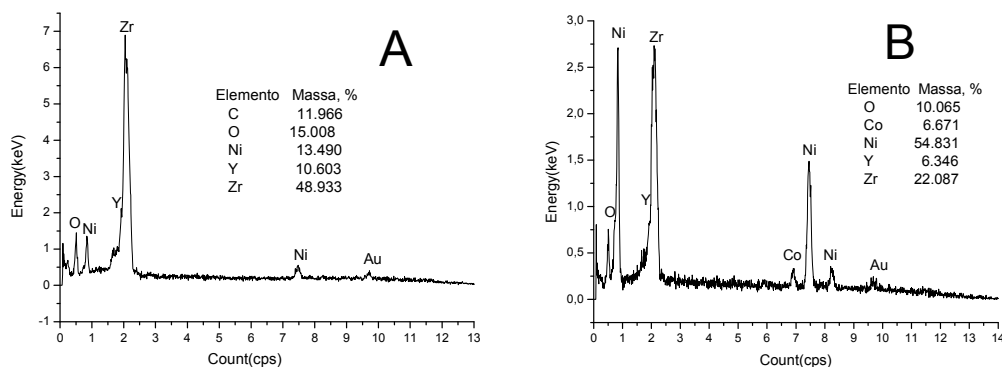 A
Zr
7
6
5
4
3
2
1
0
-1
Energy(keV)
Elemento Massa, %
C 11.966
O 15.008
Ni 13.490
Y 10.603
Zr 48.933
Y
O
Ni
Ni
Au
0 1 2 3 4 5 6 7 8 9 10 11 12 13
Count(cps)
B
3,0
2,5
2,0
1,5
1,0
0,5
0,0
Energy(keV)
Ni
Zr
Elemento Massa, %
O 10.065
Co 6.671
Ni 54.831
Y 6.346
Zr 22.087
Ni
Y
O
Co
Ni
Au
0 1 2 3 4 5 6 7 8 9 10 11 12 13 14
Count(cps)